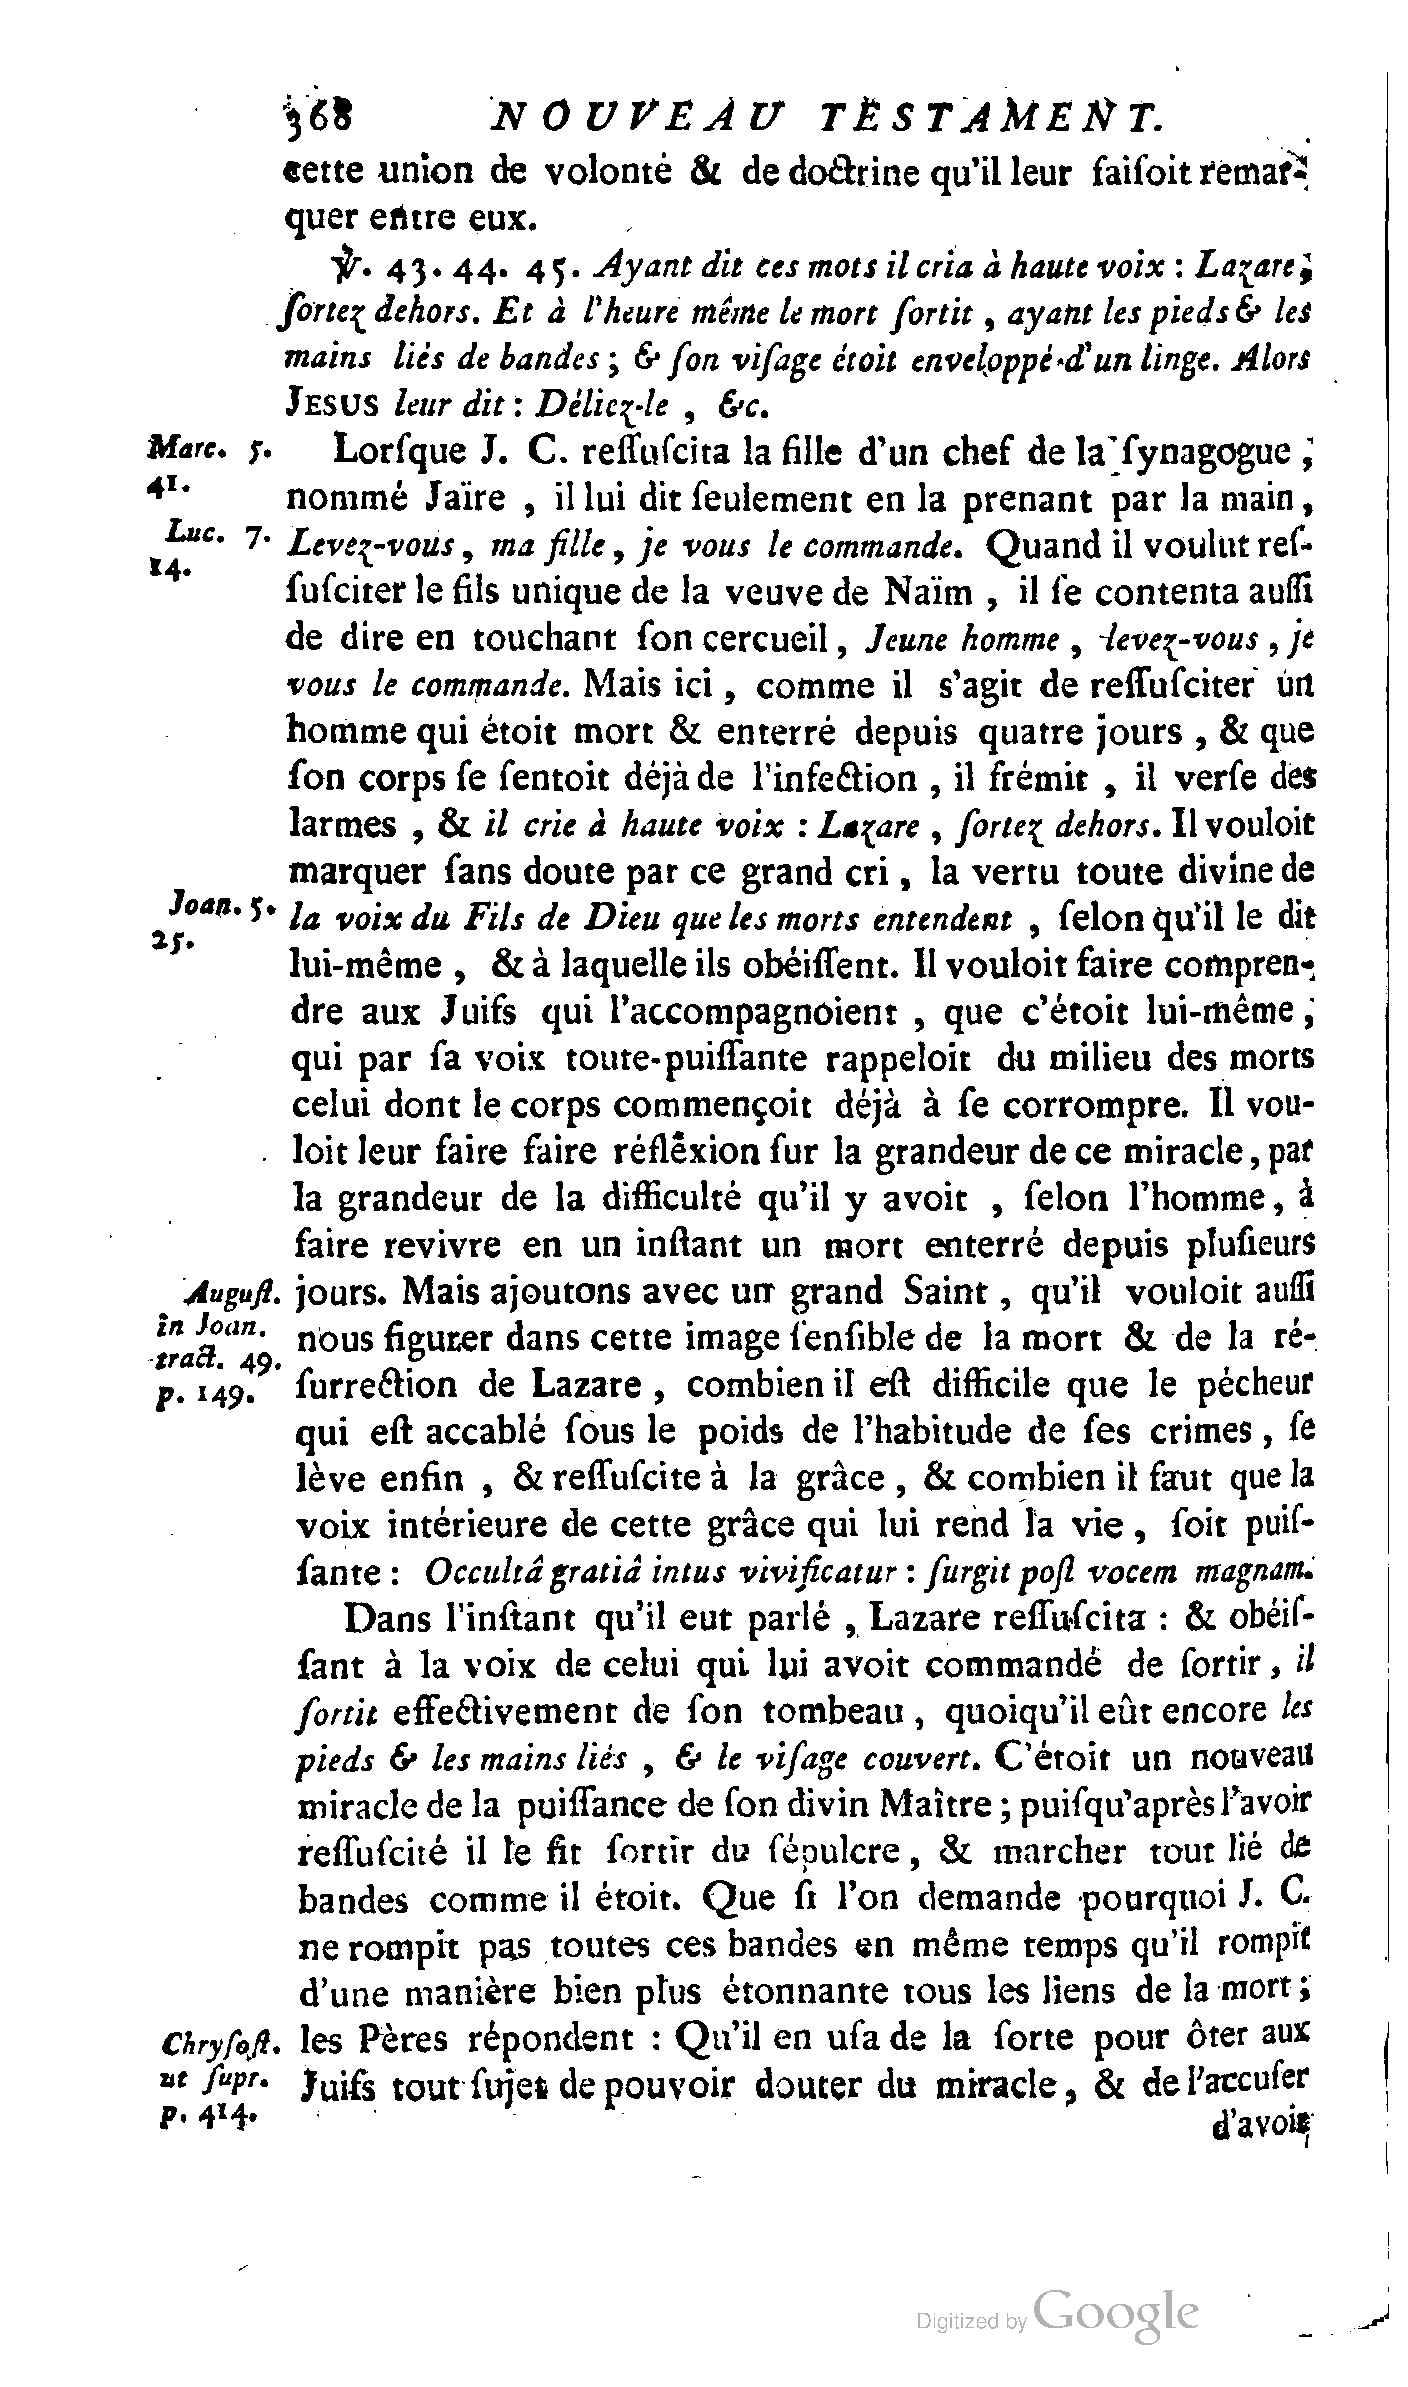 368 NOUVEAU TESTAMENT.
cette union de volonté & de doctrine qu'il leur faiſoit remar-
quer entre eux.
℣. 43. 44. 45. Ayant dit ces mots il cria à haute voix : Lazare,
ſortez dehors. Et à l'heure même le mort ſortit, ayant les pieds & les
mains liés de bandes ; & ſon viſage étoit enveloppé d'un linge. Alors
JESUS leur dit : Déliez-le, &c.
Marc. 5.
41.
Lorſque J. C. reſſuſcita la fille d'un chef de la ſynagogue,
nommé Jaïre, il lui dit ſeulement en la prenant par la main,
Luc. 7.
14.
Levez-vous, ma fille, je vous le commande. Quand il voulut reſ-
ſuſciter le fils unique de la veuve de Naïm, il ſe contenta auſſi
de dire en touchant ſon cercueil, Jeune homme, levez-vous, je
vous le commande. Mais ici, comme il s'agit de reſſuſciter un
homme qui étoit mort & enterré depuis quatre jours, & que
ſon corps ſe ſentoit déjà de l'infection, il frémit, il verſe des
larmes, & il crie à haute voix : Lazare, ſortez dehors. Il vouloit
marquer ſans doute par ce grand cri, la vertu toute divine de
Joan. 5.
25.
la voix du Fils de Dieu que les morts entendent, ſelon qu'il le dit
lui-même, & à laquelle ils obéiſſent. Il vouloit faire compren-
dre aux Juifs qui l'accompagnoient, que c'étoit lui-même,
qui par ſa voix toute-puiſſante rappeloit du milieu des morts
celui dont le corps commençoit déjà à ſe corrompre. Il vou-
loit leur faire faire réflêxion ſur la grandeur de ce miracle, par
la grandeur de la difficulté qu'il y avoit, ſelon l'homme, à
faire revivre en un inſtant un mort enterré depuis pluſieurs
Auguſt.
in Joan.
tract. 49.
p. 149.
jours. Mais ajoutons avec un grand Saint, qu'il vouloit auſſi
nous figurer dans cette image ſenſible de la mort & de la ré-
ſurrection de Lazare, combien il eſt difficile que le pécheur
qui eſt accablé ſous le poids de l'habitude de ſes crimes, ſe
lève enfin, & reſſuſcite à la grâce, & combien il faut que la
voix intérieure de cette grâce qui lui rend la vie, ſoit puiſ-
ſante : Occultâ gratiâ intus vivificatur : ſurgit poſt vocem magnam.
Dans l'inſtant qu'il eut parlé, Lazare reſſuſcita : & obéiſ-
ſant à la voix de celui qui lui avoit commandé de ſortir, il
ſortit effectivement de ſon tombeau, quoiqu'il eût encore les
pieds & les mains liés, & le viſage couvert. C'étoit un nouveau
miracle de la puiſſance de ſon divin Maître ; puiſqu'après l'avoir
reſſuſcité il le fit ſortir du ſépulcre, & marcher tout lié de
bandes comme il étoit. Que ſi l'on demande pourquoi J. C.
ne rompit pas toutes ces bandes en même temps qu'il rompit
d'une manière bien plus étonnante tous les liens de la mort ;
Chryſoſt.
ut ſupr.
p. 414.
les Pères répondent : Qu'il en uſa de la ſorte pour ôter aux
Juifs tout ſujet de pouvoir douter du miracle, & de l'accuſer
d'avoir
Digitized by Google